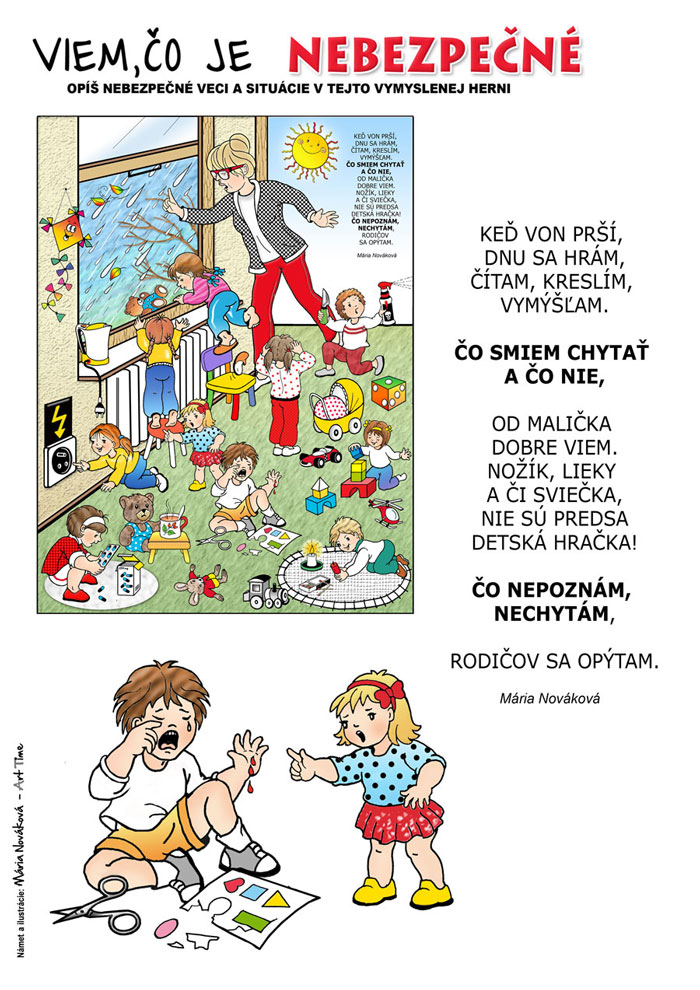 VIEM,ČO JE NEBEZPEČNÉ
OPÍŠ NEBEZPEČNÉ VECI A SITUÁCIE V TEJTO VYMYSLENEJ HERNI
KEĎ VON PRŠÍ,
DNU SA HRÁM,
ČÍTAM, KRESLÍM,
VYMÝŠĽAM.
ČO SMIEM CHYTAŤ
A ČO NIE,
OD MALIČKA
DOBRE VIEM.
NOŽÍK, LIEKY
A ČI SVIEČKA,
NIE SÚ PREDSA
DETSKÁ HRAČKA!
ČO NEPOZNÁM,
NECHYTÁM,
RODIČOV
SA OPÝTAM.
Mária Nováková
KEĎ VON PRŠÍ,
DNU SA HRÁM,
ČÍTAM, KRESLÍM,
VYMÝŠĽAM.
ČO SMIEM CHYTAŤ
A ČO NIE,
OD MALIČKA
DOBRE VIEM.
NOŽÍK, LIEKY
A ČI SVIEČKA,
NIE SÚ PREDSA
DETSKÁ HRAČKA!
ČO NEPOZNÁM,
NECHYTÁM,
RODIČOV SA OPÝTAM.
Mária Nováková
Námet a ilustrácie: Mária Nováková - Art Time